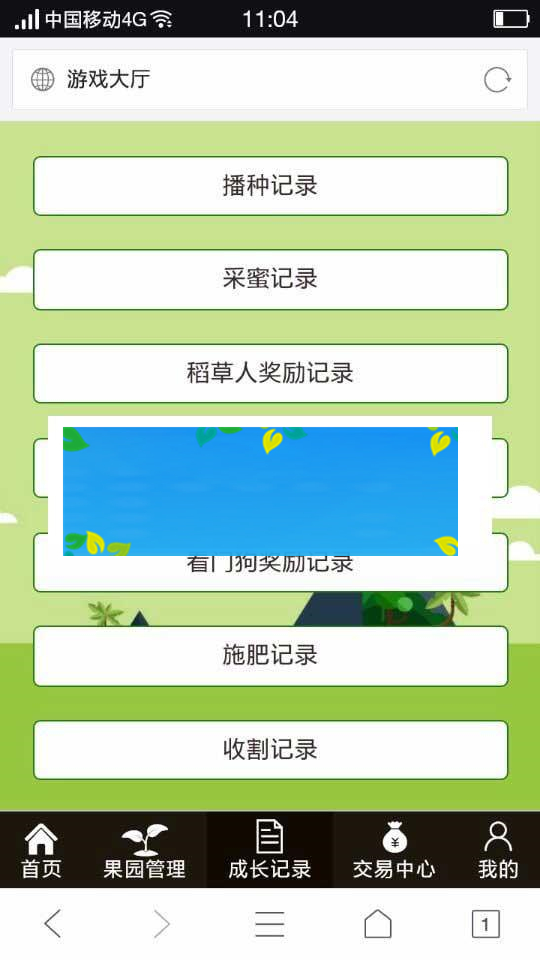 中国移动4G 11:04
游戏大厅
播种记录
采蜜记录
稻草人奖励记录
看门狗奖励记录
施肥记录
收割记录
首页 果园管理 成长记录 交易中心 我的
1